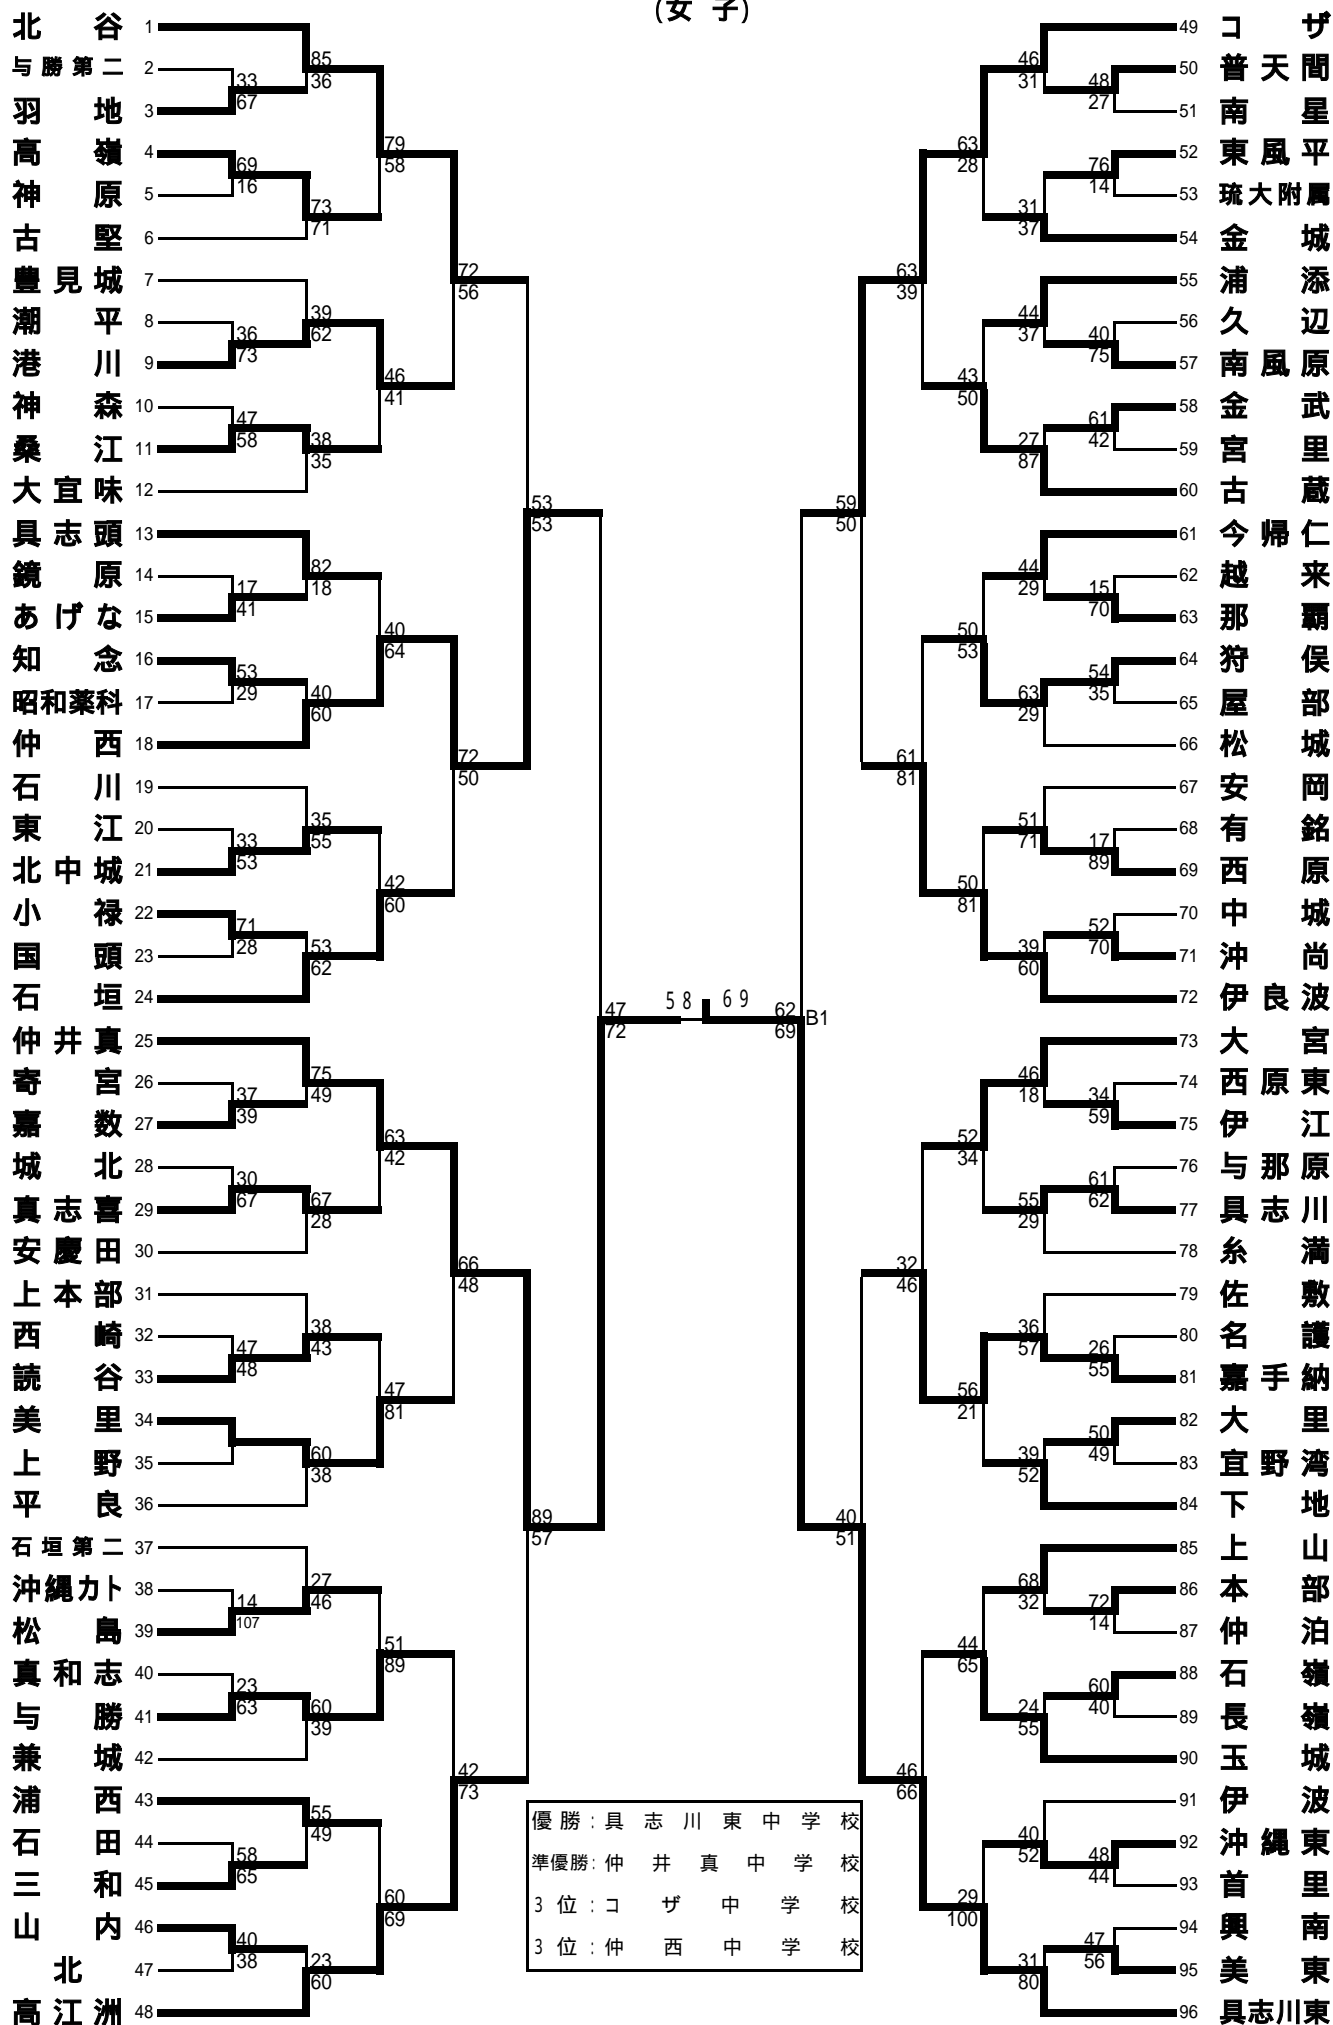 (女 子)
北谷 1
与勝第二 2
羽地 3
高嶺 4
神原 5
古堅 6
豊見城 7
潮平 8
港川 9
神森 10
桑江 11
大宜味 12
具志頭 13
鏡原 14
あげな 15
知念 16
昭和薬科 17
仲西 18
石川 19
東江 20
北中城 21
小禄 22
国頭 23
石垣 24
仲井真 25
寄宮 26
嘉数 27
城北 28
真志喜 29
安慶田 30
上本部 31
西崎 32
読谷 33
美里 34
上野 35
平良 36
石垣第二 37
沖縄カト 38
松島 39
真和志 40
与勝 41
兼城 42
浦西 43
石田 44
三和 45
山内 46
北 47
高江洲 48
33
67
69
16
36
73
47
58
17
41
53
29
33
53
71
28
37
39
30
67
47
48
14
107
23
63
58
65
40
38
85
36
73
71
39
62
38
35
82
18
40
60
35
55
53
62
75
49
67
28
38
43
60
38
27
46
60
39
55
49
23
60
79
58
46
41
40
64
42
60
63
42
47
81
51
89
60
69
72
56
72
50
66
48
42
73
53
53
89
57
47
72
58 69
62
69
B1
59
50
40
51
63
39
61
81
32
46
46
66
63
28
43
50
50
53
50
81
52
34
56
21
44
65
29
100
46
31
31
37
44
37
27
87
44
29
63
29
51
71
39
60
46
18
55
29
36
57
39
52
68
32
24
55
40
52
31
80
48
27
76
14
40
75
61
42
15
70
54
35
17
89
52
70
34
59
61
62
26
55
50
49
72
14
60
40
48
44
47
56
49 コザ
50 普天間
51 南星
52 東風平
53 琉大附属
54 金城
55 浦添
56 久辺
57 南風原
58 金武
59 宮里
60 古蔵
61 今帰仁
62 越来
63 那覇
64 狩俣
65 屋部
66 松城
67 安岡
68 有銘
69 西原
70 中城
71 沖尚
72 伊良波
73 大宮
74 西原東
75 伊江
76 与那原
77 具志川
78 糸満
79 佐敷
80 名護
81 嘉手納
82 大里
83 宜野湾
84 下地
85 上山
86 本部
87 仲泊
88 石嶺
89 長嶺
90 玉城
91 伊波
92 沖縄東
93 首里
94 興南
95 美東
96 具志川東
優勝：具志川東中学校
準優勝：仲井真中学校
3位：コザ中学校
3位：仲西中学校